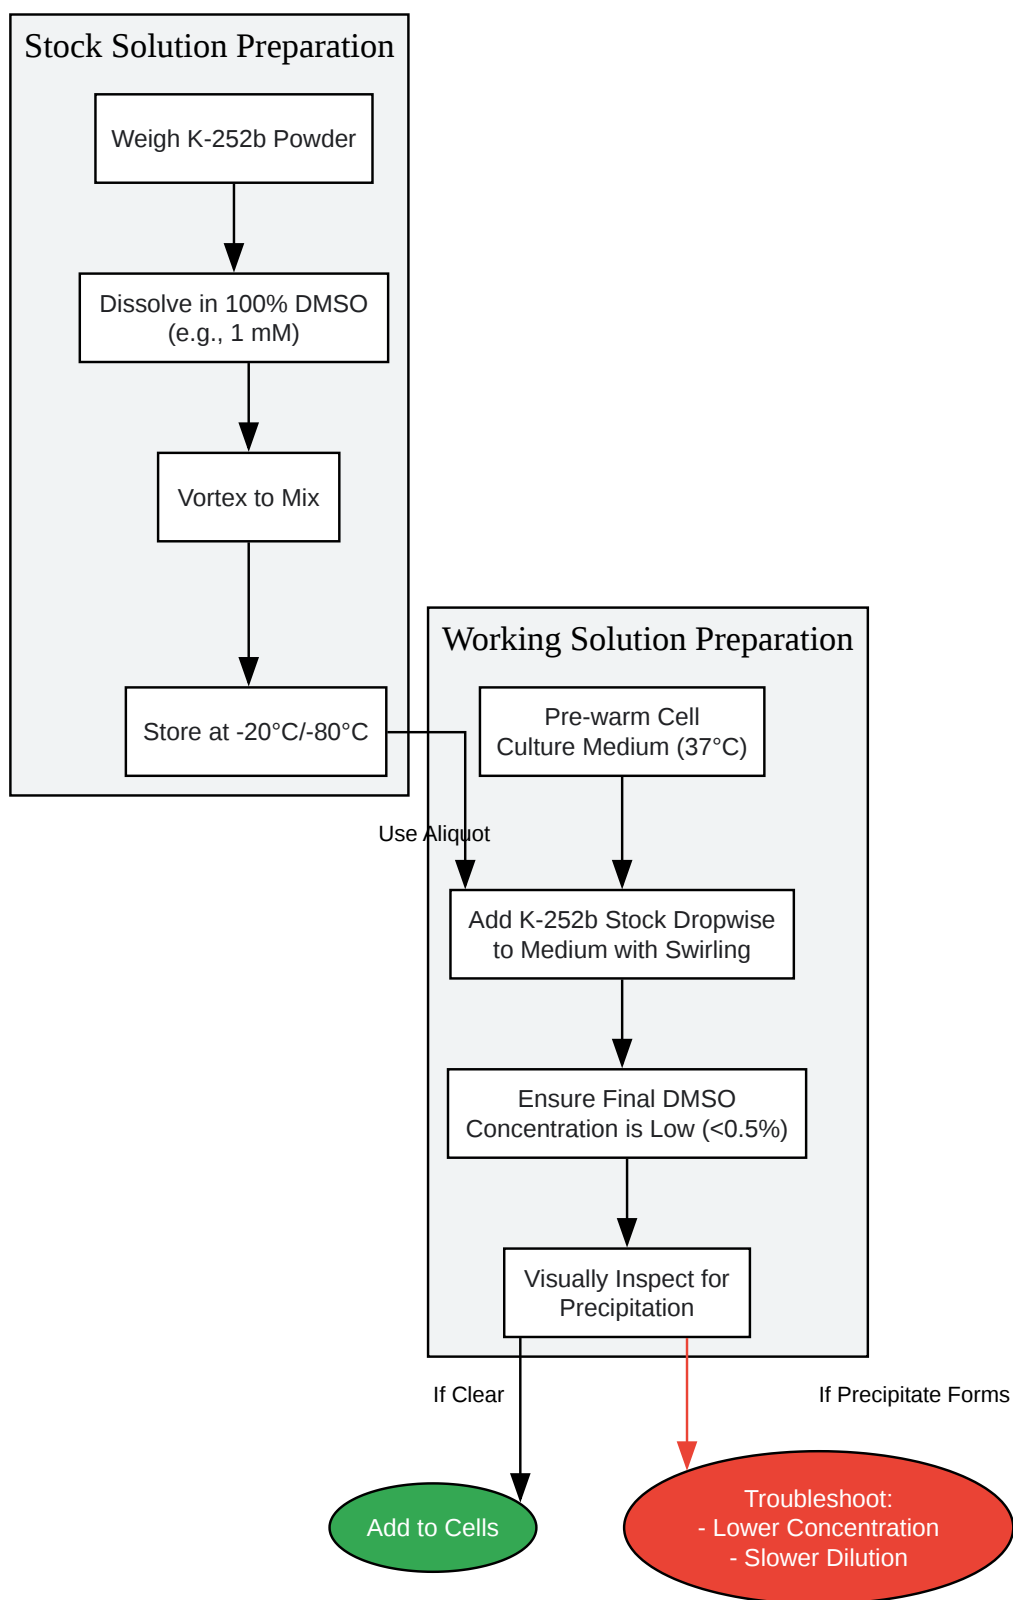 Stock Solution Preparation
Weigh K-252b Powder
Dissolve in 100% DMSO
(e.g., 1 mM)
Vortex to Mix
Store at -20°C/-80°C
Use Aliquot
Working Solution Preparation
Pre-warm Cell
Culture Medium (37°C)
Add K-252b Stock Dropwise
to Medium with Swirling
Ensure Final DMSO
Concentration is Low (<0.5%)
Visually Inspect for
Precipitation
If Clear
If Precipitate Forms
Add to Cells
Troubleshoot:
- Lower Concentration
- Slower Dilution